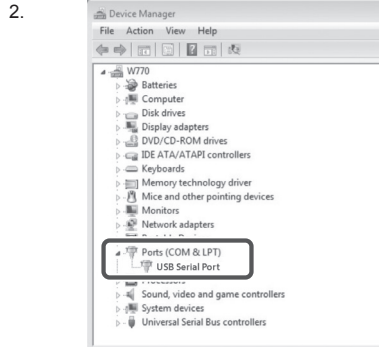 2.
Device Manager
File Action View Help
W770
Batteries
Computer
Disk drives
Display adapters
DVD/CD-ROM drives
IDE ATA/ATAPI controllers
Keyboards
Memory technology driver
Mice and other pointing devices
Monitors
Network adapters
Ports (COM & LPT)
USB Serial Port
Sound, video and game controllers
System devices
Universal Serial Bus controllers